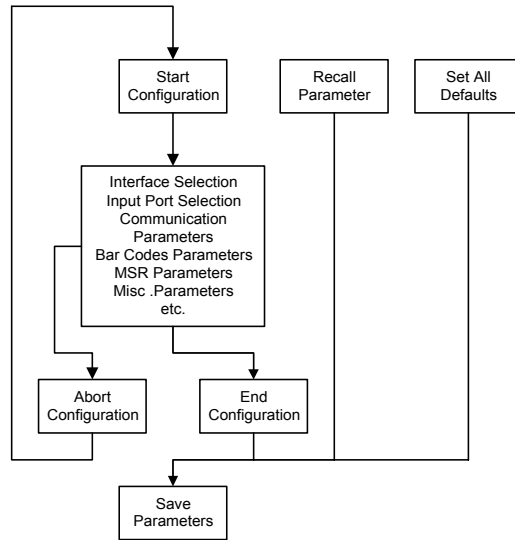 Start
Configuration
Recall
Parameter
Set All
Defaults
Interface Selection
Input Port Selection
Communication
Parameters
Bar Codes Parameters
MSR Parameters
Misc .Parameters
etc.
Abort
Configuration
End
Configuration
Save
Parameters